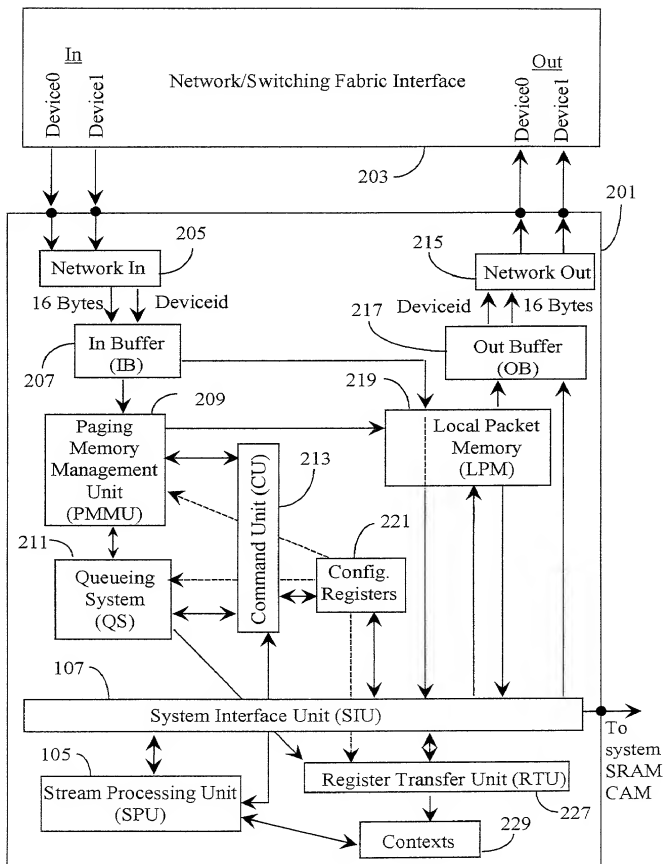 In
Out
Device0
Device1
Network/Switching Fabric Interface
Device0
Device1
203
201
205
215
Network In
Network Out
16 Bytes
Deviceid
Deviceid
16 Bytes
217
In Buffer
(IB)
207
Out Buffer
(OB)
209
219
Paging
Memory
Management
Unit
(PMMU)
Local Packet
Memory
(LPM)
213
Command Unit (CU)
211
221
Queueing
System
(QS)
Config.
Registers
107
System Interface Unit (SIU)
To
system
SRAM
CAM
105
Stream Processing Unit
(SPU)
Register Transfer Unit (RTU)
227
Contexts
229